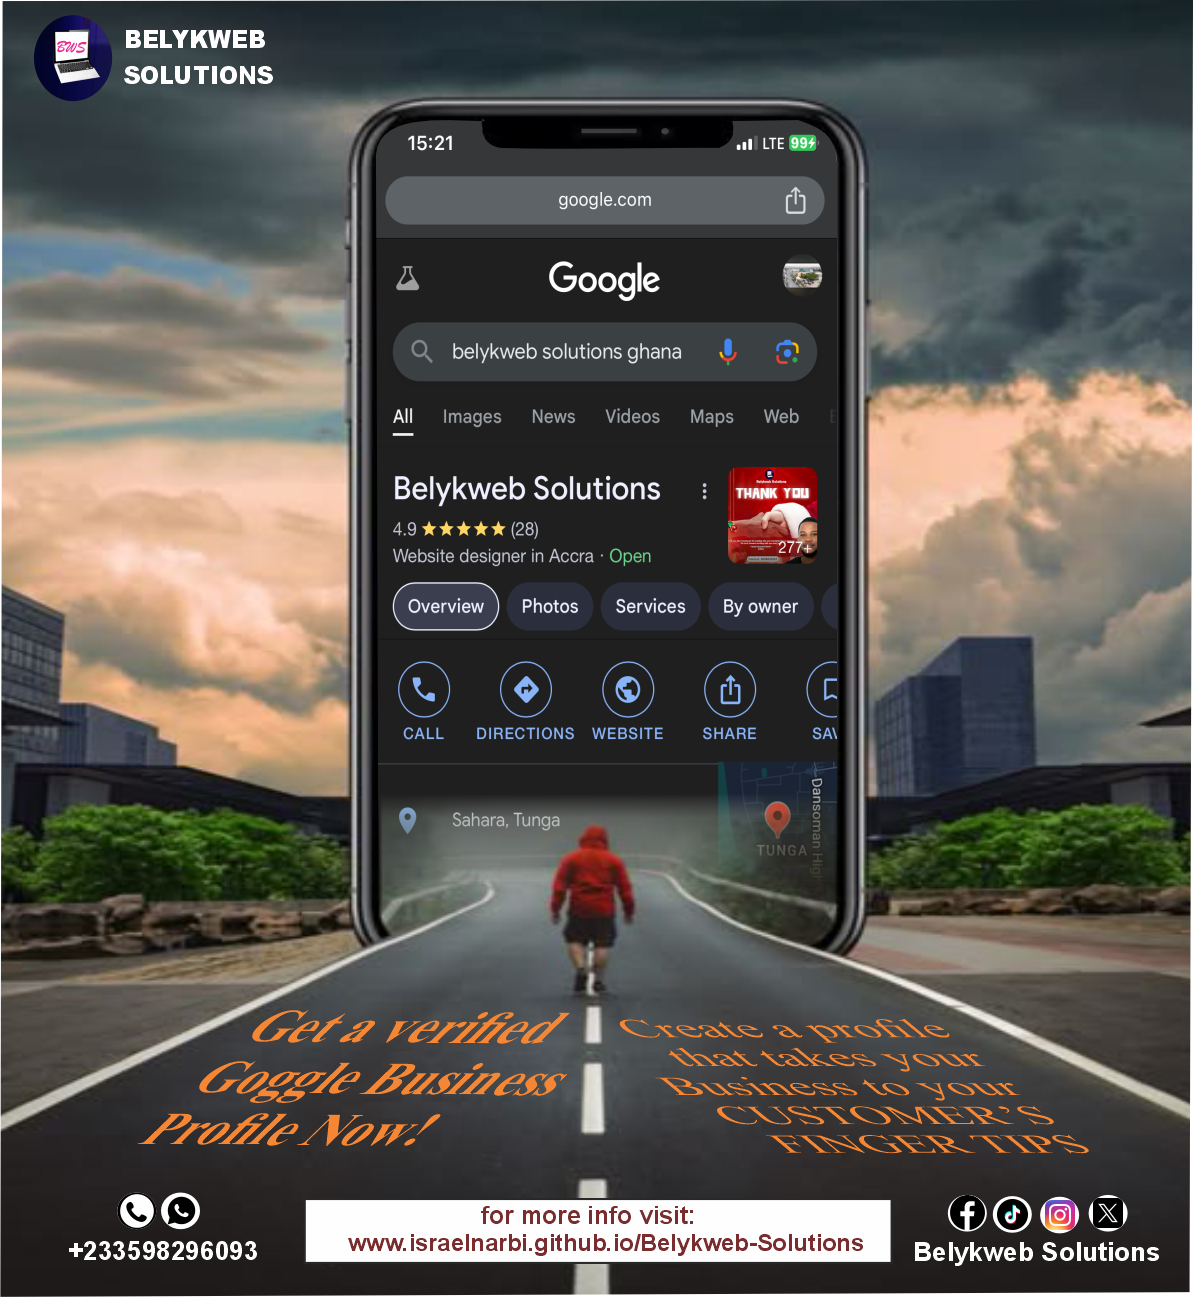 BWS
BELYKWEB
SOLUTIONS
15:21
LTE 99
google.com
Google
belykweb solutions ghana
All Images News Videos Maps Web
Belykweb Solutions
4.9 (28)
Website designer in Accra · Open
Belykweb Solutions
THANK YOU
277+
Overview Photos Services By owner
CALL DIRECTIONS WEBSITE SHARE SAV
Sahara, Tunga
Dansoman High
TUNGA
Get a verified
Goggle Business
Profile Now!
Create a profile
that takes your
Business to your
CUSTOMER'S
FINGER TIPS
+233598296093
for more info visit:
www.israelnarbi.github.io/Belykweb-Solutions
Belykweb Solutions